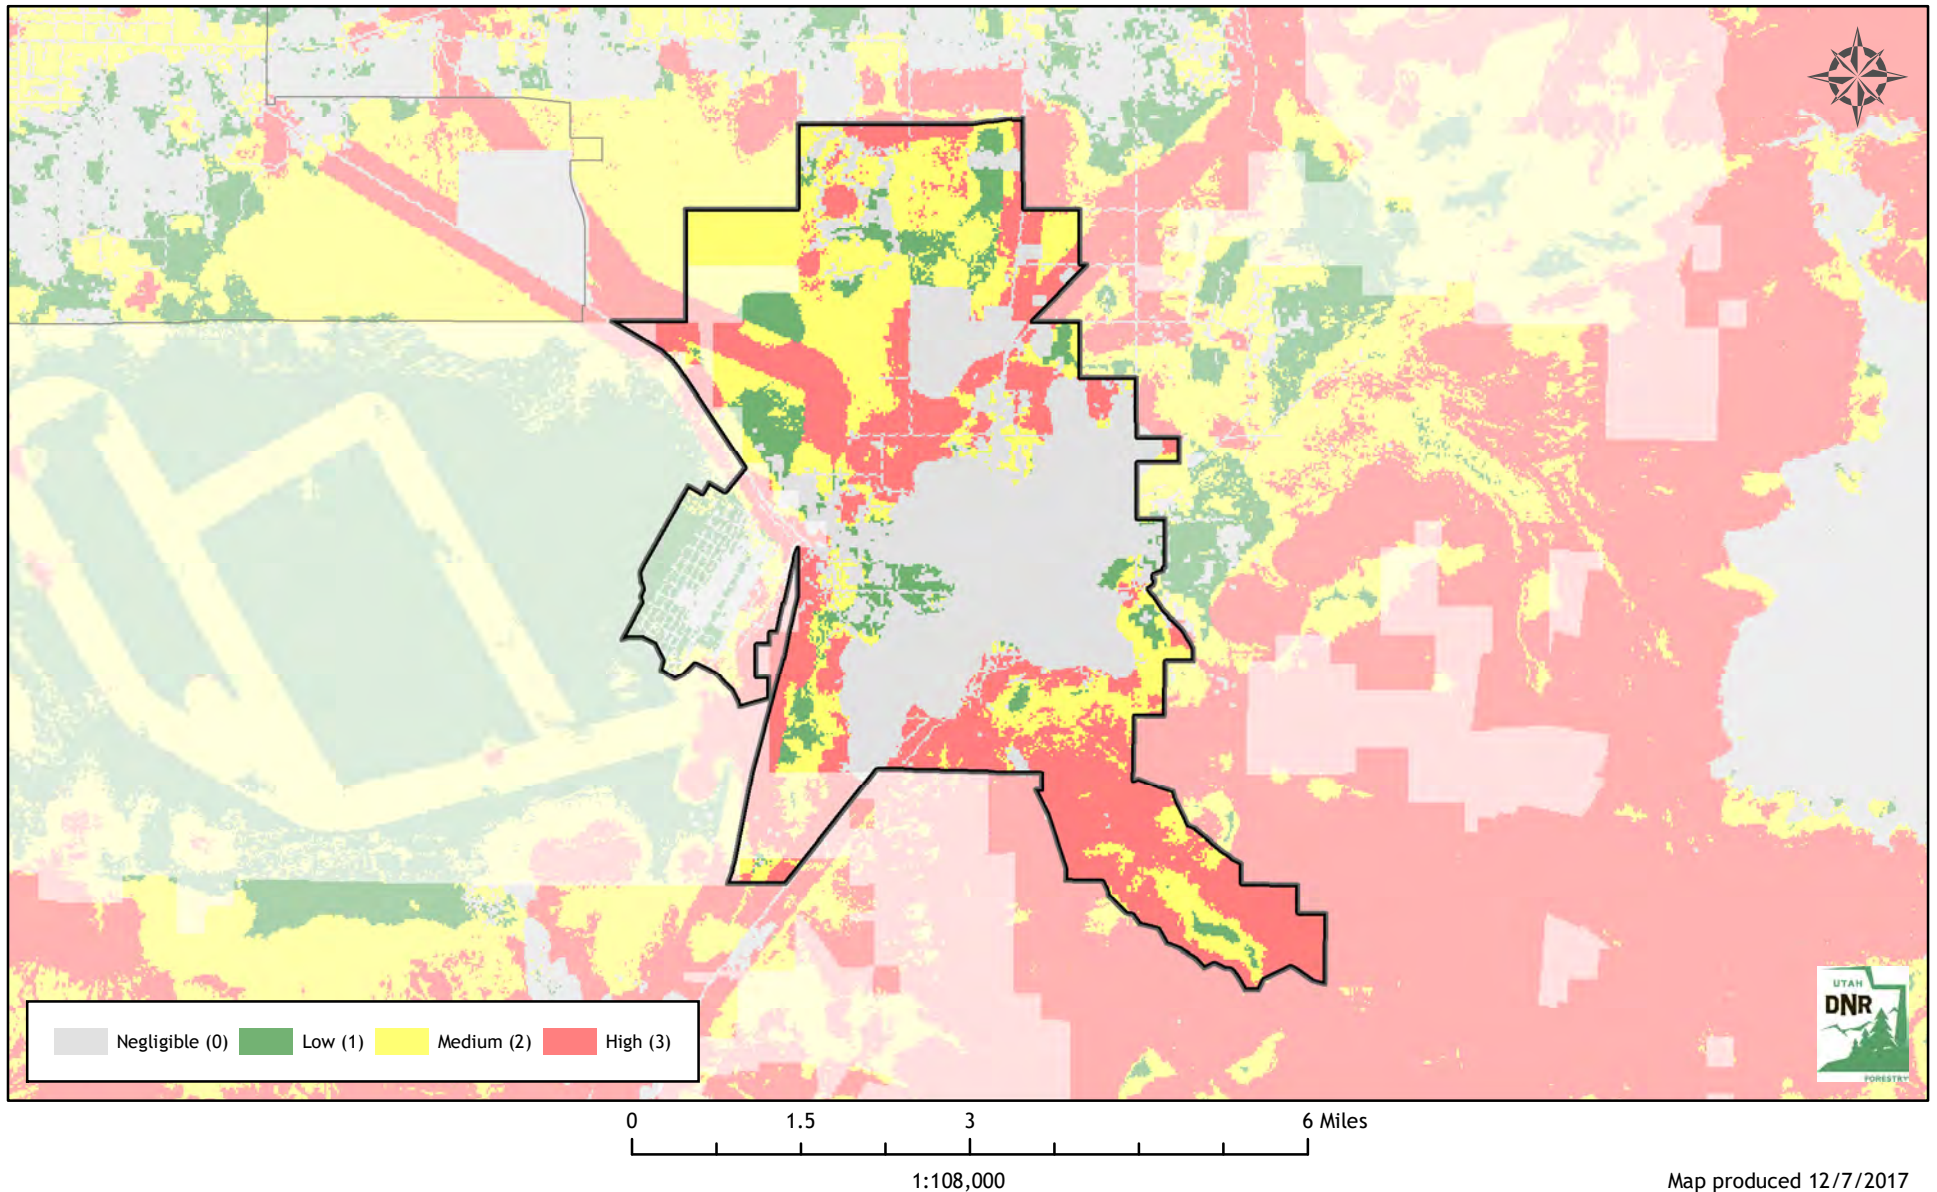 UTAH
DNR
FORESTRY
Negligible (0) Low (1) Medium (2) High (3)
0 1.5 3 6 Miles
1:108,000
Map produced 12/7/2017